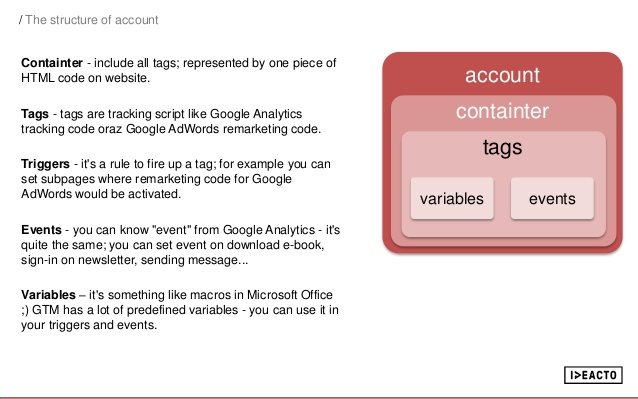 / The structure of account
Containter - include all tags; represented by one piece of
HTML code on website.
Tags - tags are tracking script like Google Analytics
tracking code oraz Google AdWords remarketing code.
Triggers - it's a rule to fire up a tag; for example you can
set subpages where remarketing code for Google
AdWords would be activated.
Events - you can know "event" from Google Analytics - it's
quite the same; you can set event on download e-book,
sign-in on newsletter, sending message...
Variables – it's something like macros in Microsoft Office
;) GTM has a lot of predefined variables - you can use it in
your triggers and events.
account
containter
tags
variables
events
IDEACTO